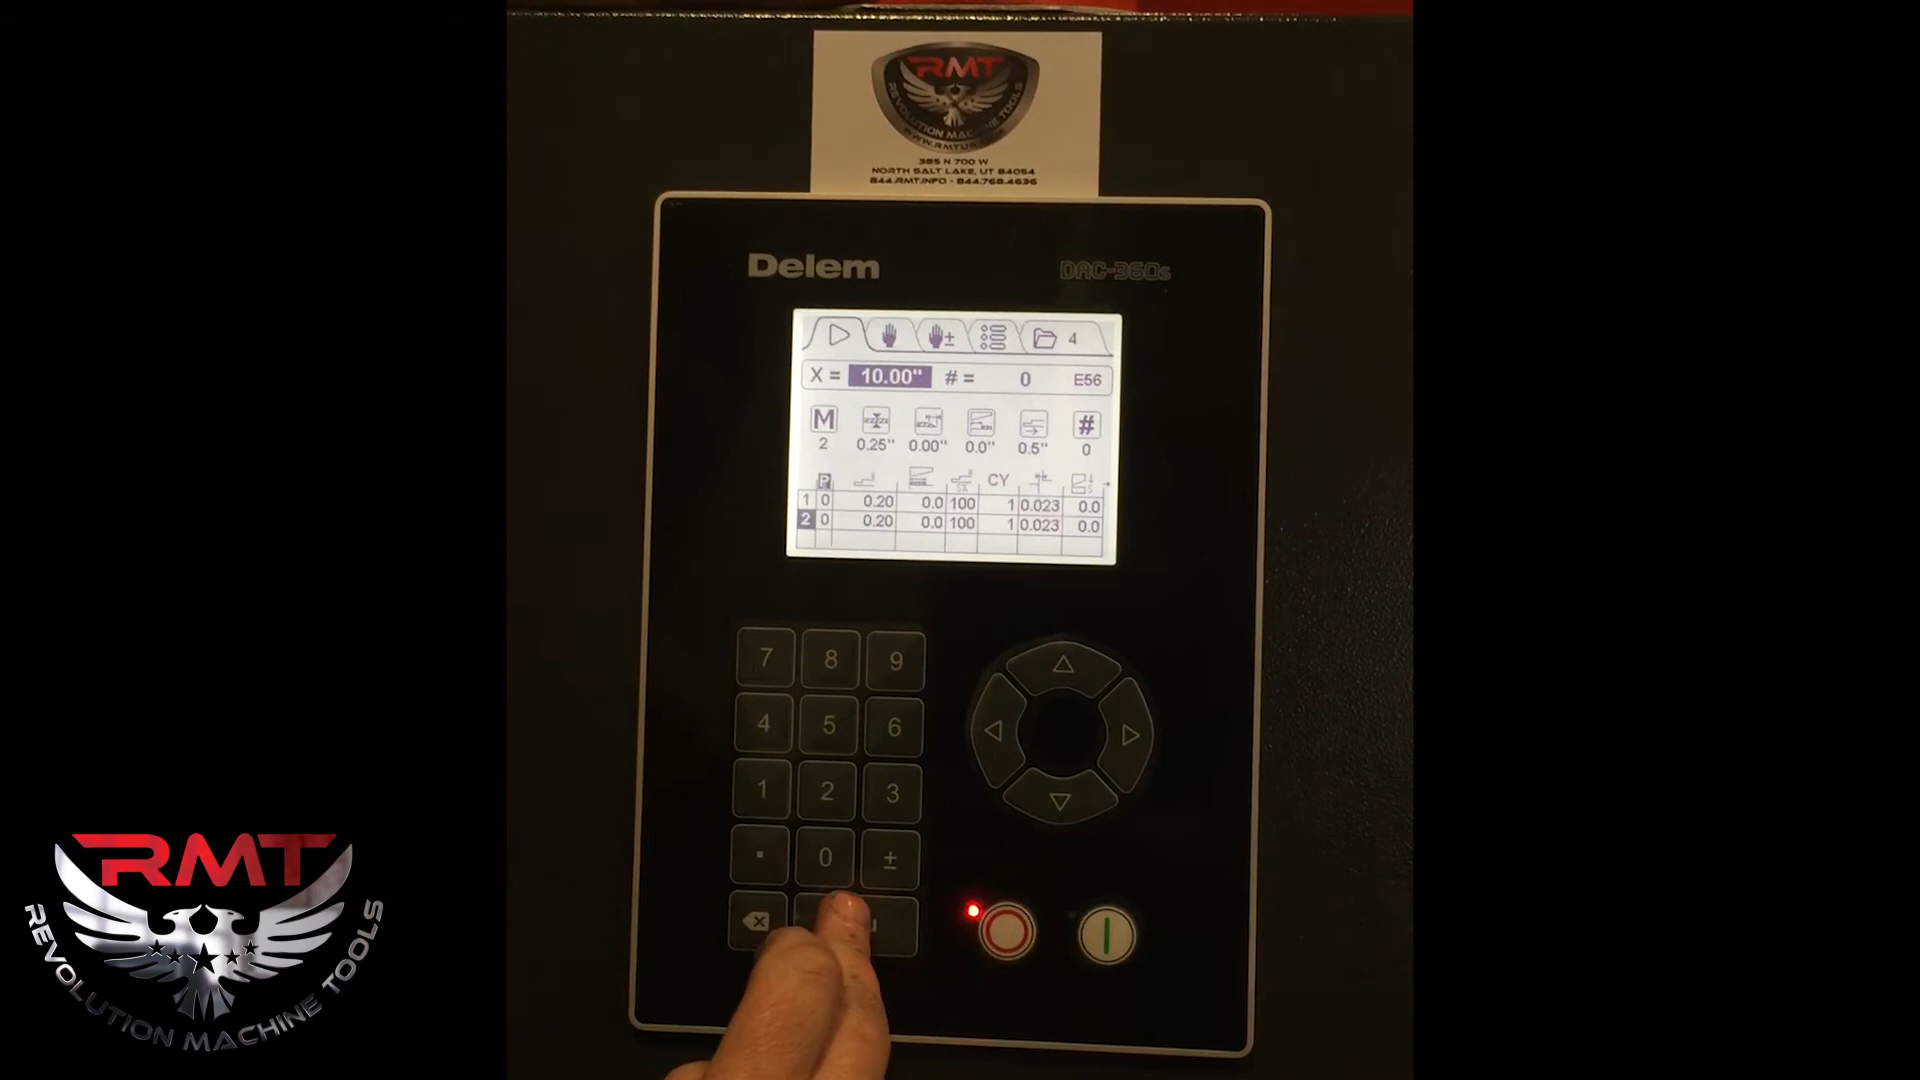 RMT
REVOLUTION MACHINE TOOLS
385 N 700 W
NORTH SALT LAKE, UT 84054
844.RMT.INFO - 844.768.4636
Delem DAC-360s
4
X = 10.00" # = 0 E56
M #
2 0.25" 0.00" 0.0" 0.5" 0
P CY
1 0 0.20 0.0 100 1 0.023 0.0
2 0 0.20 0.0 100 1 0.023 0.0
7 8 9
4 5 6
1 2 3
. 0 ±
RMT
REVOLUTION MACHINE TOOLS